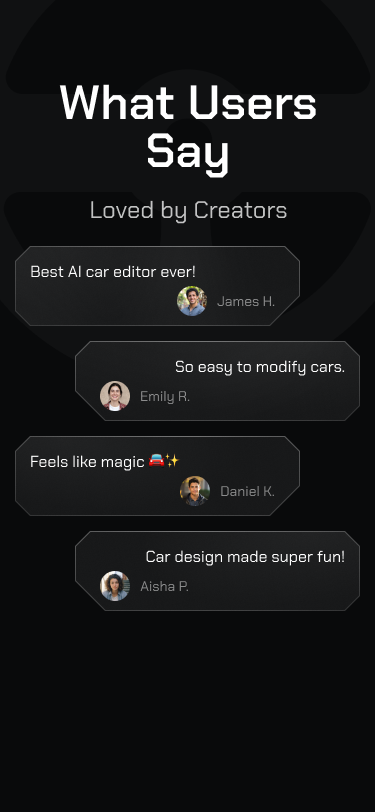 What Users
Say
Loved by Creators
Best AI car editor ever!
James H.
So easy to modify cars.
Emily R.
Feels like magic 🚘✨
Daniel K.
Car design made super fun!
Aisha P.